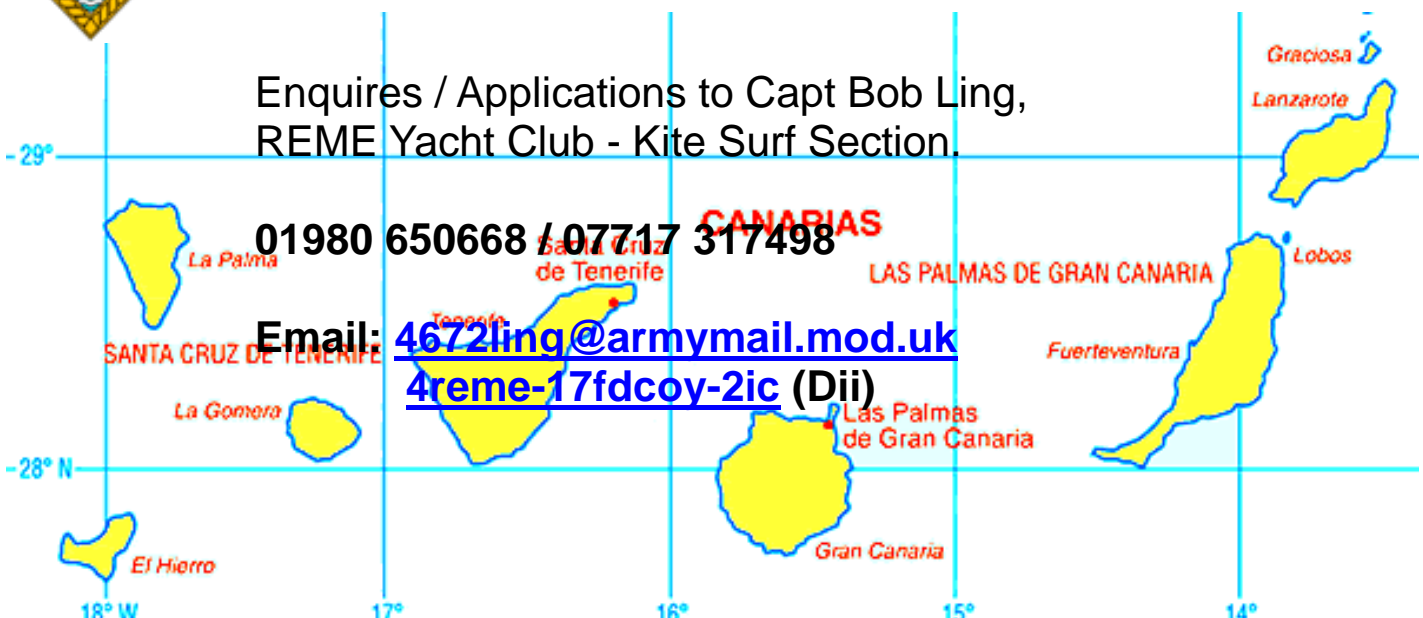 Graciosa
Enquires / Applications to Capt Bob Ling,
Lanzarote
REME Yacht Club - Kite Surf Section.
29°
CANARIAS
01980 650668 / 07717 317498
Santa Cruz
de Tenerife
La Palma
Lobos
LAS PALMAS DE GRAN CANARIA
Tenerife
Email: 4672ling@armymail.mod.uk
SANTA CRUZ DE TENERIFE
Fuerteventura
4reme-17fdcoy-2ic (Dii)
La Gomera
Las Palmas
de Gran Canaria
28° N
Gran Canaria
El Hierro
18° W 17° 16° 15° 14°